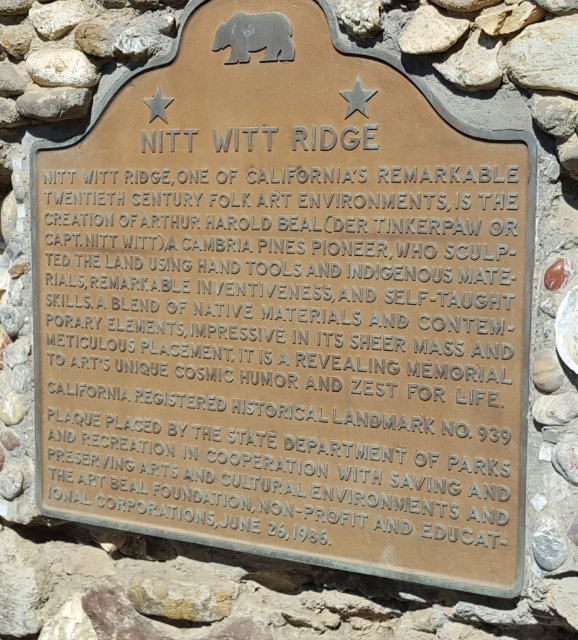 NITT WITT RIDGE
NITT WITT RIDGE, ONE OF CALIFORNIA'S REMARKABLE
TWENTIETH CENTURY FOLK ART ENVIRONMENTS, IS THE
CREATION OF ARTHUR HAROLD BEAL (DER TINKERPAW OR
CAPT. NITT WITT), A CAMBRIA PINES PIONEER, WHO SCULP-
TED THE LAND USING HAND TOOLS AND INDIGENOUS MATE-
RIALS, REMARKABLE INVENTIVENESS, AND SELF-TAUGHT
SKILLS. A BLEND OF NATIVE MATERIALS AND CONTEM-
PORARY ELEMENTS, IMPRESSIVE IN ITS SHEER MASS AND
METICULOUS PLACEMENT, IT IS A REVEALING MEMORIAL
TO ART'S UNIQUE COSMIC HUMOR AND ZEST FOR LIFE.
CALIFORNIA REGISTERED HISTORICAL LANDMARK NO. 939
PLAQUE PLACED BY THE STATE DEPARTMENT OF PARKS
AND RECREATION IN COOPERATION WITH SAVING AND
PRESERVING ARTS AND CULTURAL ENVIRONMENTS AND
THE ART BEAL FOUNDATION, NON-PROFIT AND EDUCAT-
IONAL CORPORATIONS, JUNE 26, 1986.